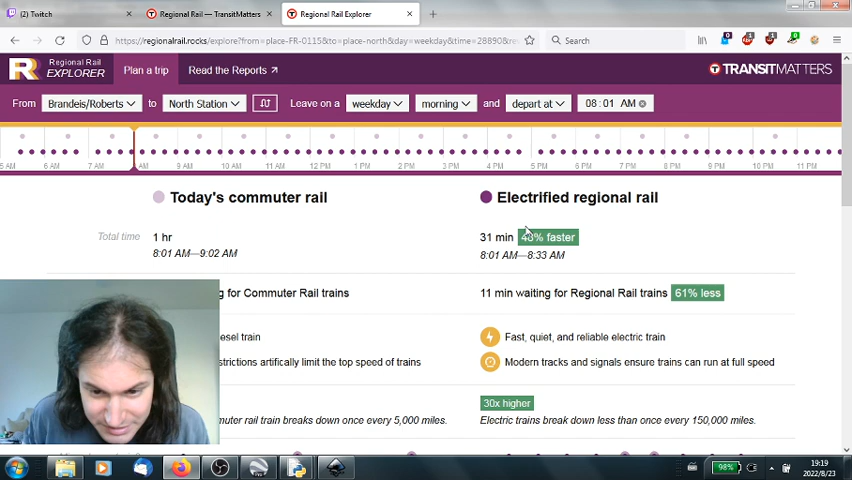 (2) Twitch
Regional Rail — TransitMatters
Regional Rail Explorer
https://regionalrail.rocks/explore?from=place-FR-0115&to=place-north&day=weekday&time=28890&res
Search
Regional Rail
EXPLORER
Plan a trip
Read the Reports
TRANSITMATTERS
From Brandeis/Roberts to North Station Leave on a weekday morning and depart at 08:01 AM
5 AM 6 AM 7 AM AM 9 AM 10 AM 11 AM 12 PM 1 PM 2 PM 3 PM 4 PM 5 PM 6 PM 7 PM 8 PM 9 PM 10 PM 11 PM
Today's commuter rail
Electrified regional rail
Total time
1 hr
31 min 48% faster
8:01 AM—9:02 AM
8:01 AM—8:33 AM
g for Commuter Rail trains
11 min waiting for Regional Rail trains 61% less
esel train
Fast, quiet, and reliable electric train
strictions artifically limit the top speed of trains
Modern tracks and signals ensure trains can run at full speed
30x higher
muter rail train breaks down once every 5,000 miles.
Electric trains break down less than once every 150,000 miles.
98%
19:19
2022/8/23